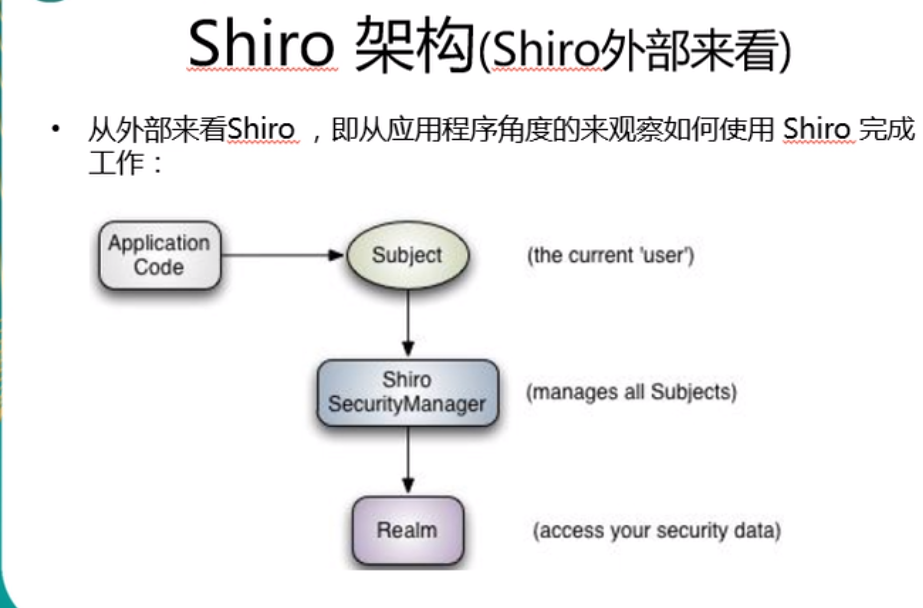 Shiro 架构(Shiro外部来看)
• 从外部来看Shiro ，即从应用程序角度的来观察如何使用 Shiro 完成
工作：
Application
Code
Subject
(the current 'user')
Shiro
SecurityManager
(manages all Subjects)
Realm
(access your security data)